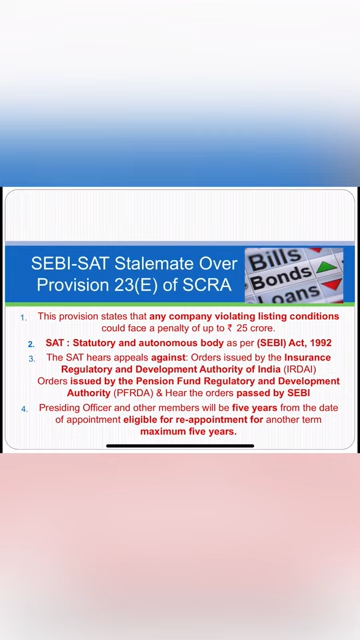 SEBI-SAT Stalemate Over
Provision 23(E) of SCRA
Bills
Bonds
Loans
1. This provision states that any company violating listing conditions
could face a penalty of up to ₹ 25 crore.
2. SAT : Statutory and autonomous body as per (SEBI) Act, 1992
3. The SAT hears appeals against: Orders issued by the Insurance
Regulatory and Development Authority of India (IRDAI)
Orders issued by the Pension Fund Regulatory and Development
Authority (PFRDA) & Hear the orders passed by SEBI
4. Presiding Officer and other members will be five years from the date
of appointment eligible for re-appointment for another term
maximum five years.